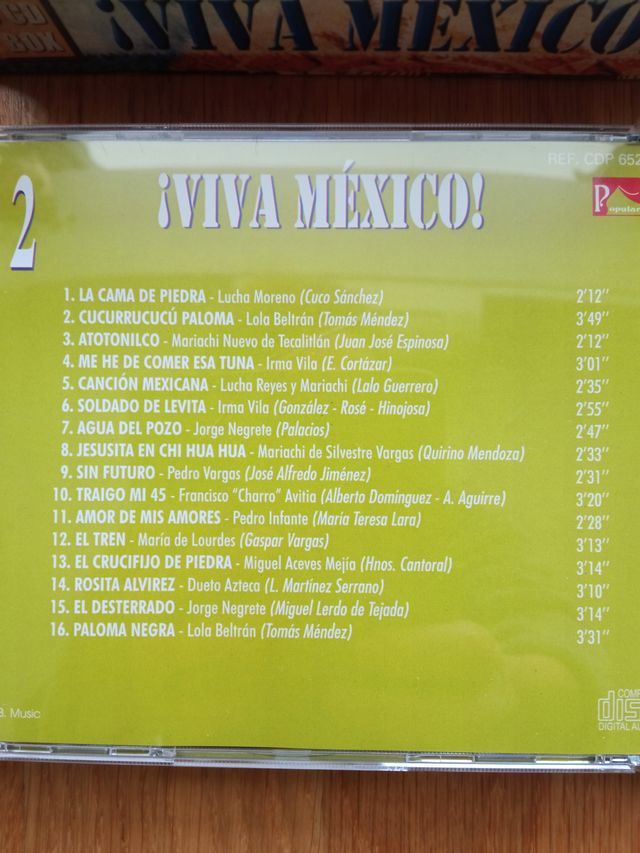 CD
BOX
¡VIVA MÉXICO
REF. CDP 652
2
¡VIVA MÉXICO!
Popular
1. LA CAMA DE PIEDRA - Lucha Moreno (Cuco Sánchez) 2'12''
2. CUCURRUCUCÚ PALOMA - Lola Beltrán (Tomás Méndez) 3'49''
3. ATOTONILCO - Mariachi Nuevo de Tecalitlán (Juan José Espinosa) 2'12''
4. ME HE DE COMER ESA TUNA - Irma Vila (E. Cortázar) 3'01''
5. CANCIÓN MEXICANA - Lucha Reyes y Mariachi (Lalo Guerrero) 2'35''
6. SOLDADO DE LEVITA - Irma Vila (González - Rosé - Hinojosa) 2'55''
7. AGUA DEL POZO - Jorge Negrete (Palacios) 2'47''
8. JESUSITA EN CHI HUA HUA - Mariachi de Silvestre Vargas (Quirino Mendoza) 2'33''
9. SIN FUTURO - Pedro Vargas (José Alfredo Jiménez) 2'31''
10. TRAIGO MI 45 - Francisco "Charro" Avitia (Alberto Domínguez - A. Aguirre) 3'20''
11. AMOR DE MIS AMORES - Pedro Infante (María Teresa Lara) 2'28''
12. EL TREN - María de Lourdes (Gaspar Vargas) 3'13''
13. EL CRUCIFIJO DE PIEDRA - Miguel Aceves Mejía (Hnos. Cantoral) 3'14''
14. ROSITA ALVIREZ - Dueto Azteca (L. Martínez Serrano) 3'10''
15. EL DESTERRADO - Jorge Negrete (Miguel Lerdo de Tejada) 3'14''
16. PALOMA NEGRA - Lola Beltrán (Tomás Méndez) 3'31''
B. Music
COMP
dis
DIGITAL AU